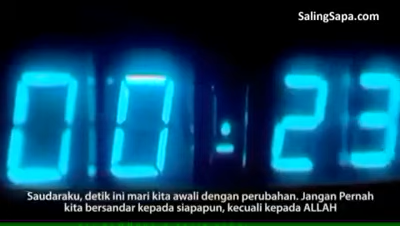 SalingSapa.com
00:23
Saudaraku, detik ini mari kita awali dengan perubahan. Jangan Pernah
kita bersandar kepada siapapun, kecuali kepada ALLAH